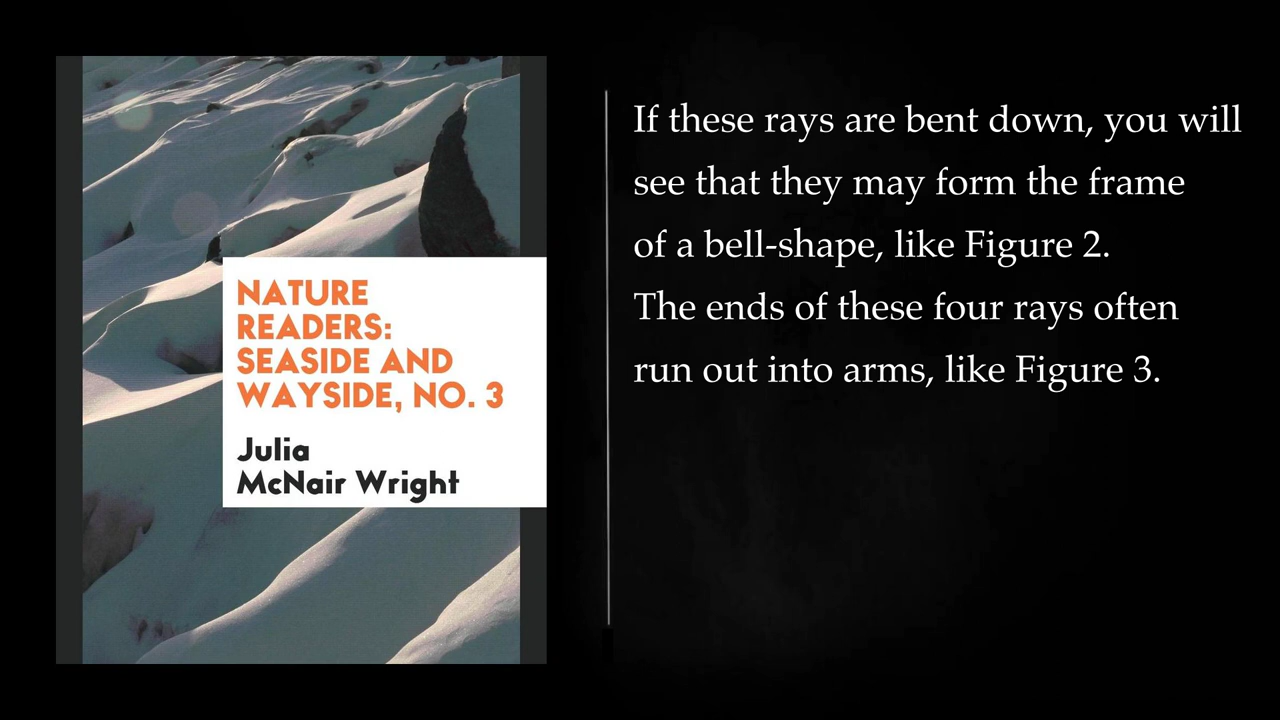 NATURE
READERS:
SEASIDE AND
WAYSIDE, NO. 3
Julia
McNair Wright
If these rays are bent down, you will
see that they may form the frame
of a bell-shape, like Figure 2.
The ends of these four rays often
run out into arms, like Figure 3.